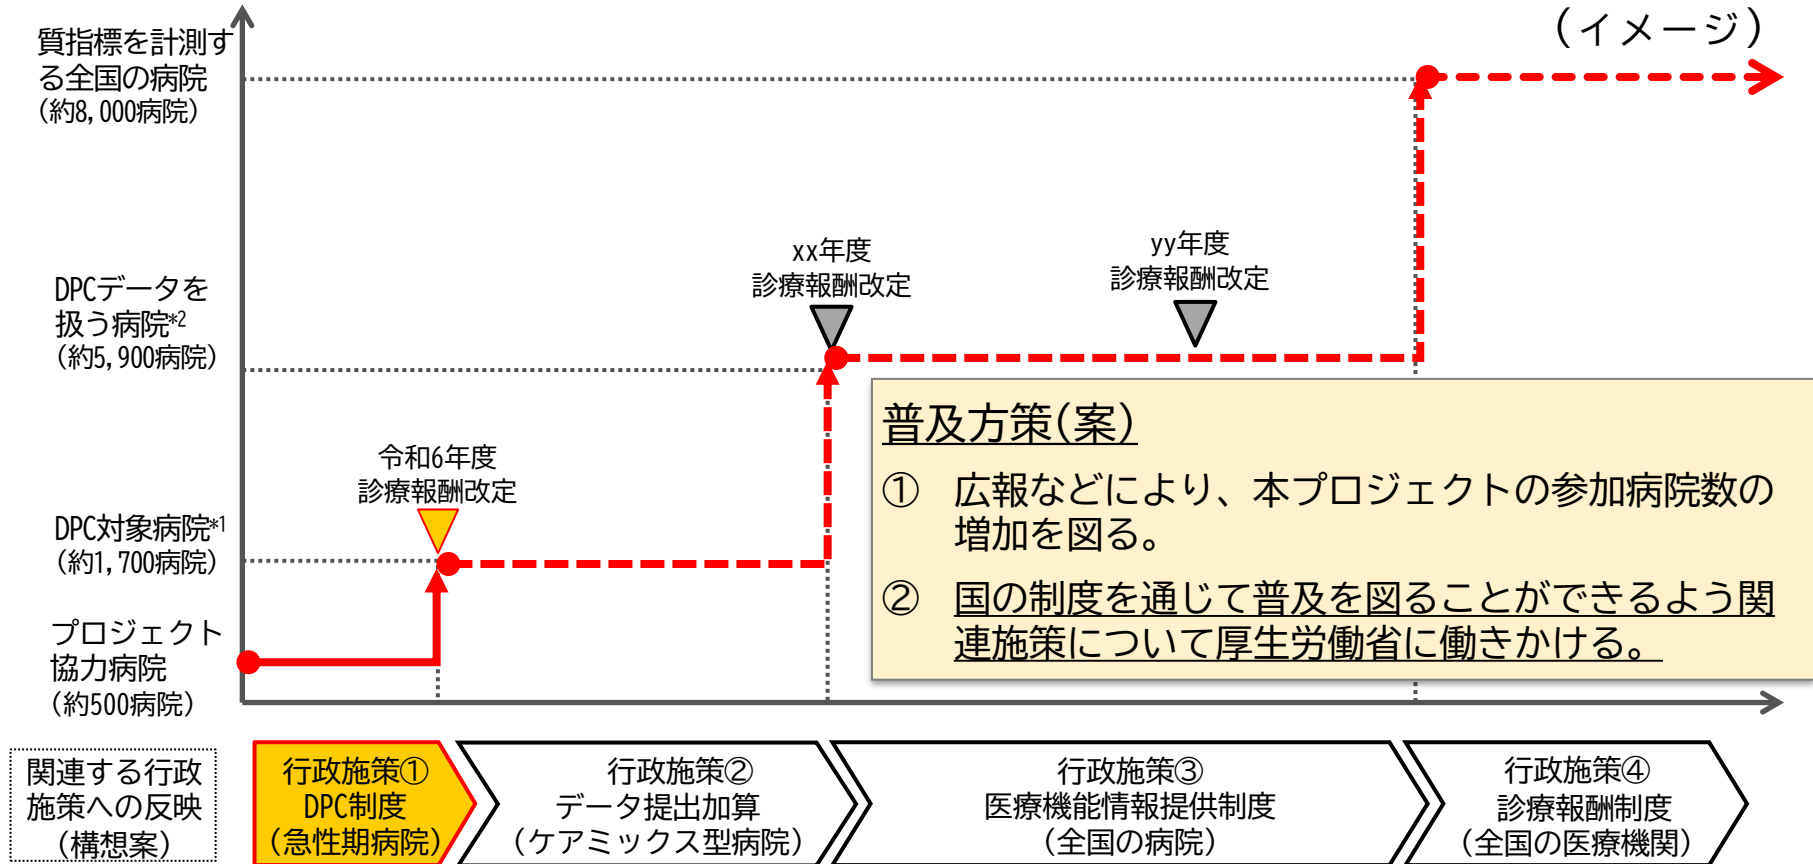 (イメージ)
質指標を計測す
る全国の病院
(約8,000病院)
xx年度
診療報酬改定
yy年度
診療報酬改定
DPCデータを
扱う病院*2
(約5,900病院)
令和6年度
診療報酬改定
DPC対象病院*1
(約1,700病院)
プロジェクト
協力病院
(約500病院)
普及方策(案)
① 広報などにより、本プロジェクトの参加病院数の
増加を図る。
② 国の制度を通じて普及を図ることができるよう関
連施策について厚生労働省に働きかける。
関連する行政
施策への反映
(構想案)
行政施策①
DPC制度
(急性期病院)
行政施策②
データ提出加算
(ケアミックス型病院)
行政施策③
医療機能情報提供制度
(全国の病院)
行政施策④
診療報酬制度
(全国の医療機関)